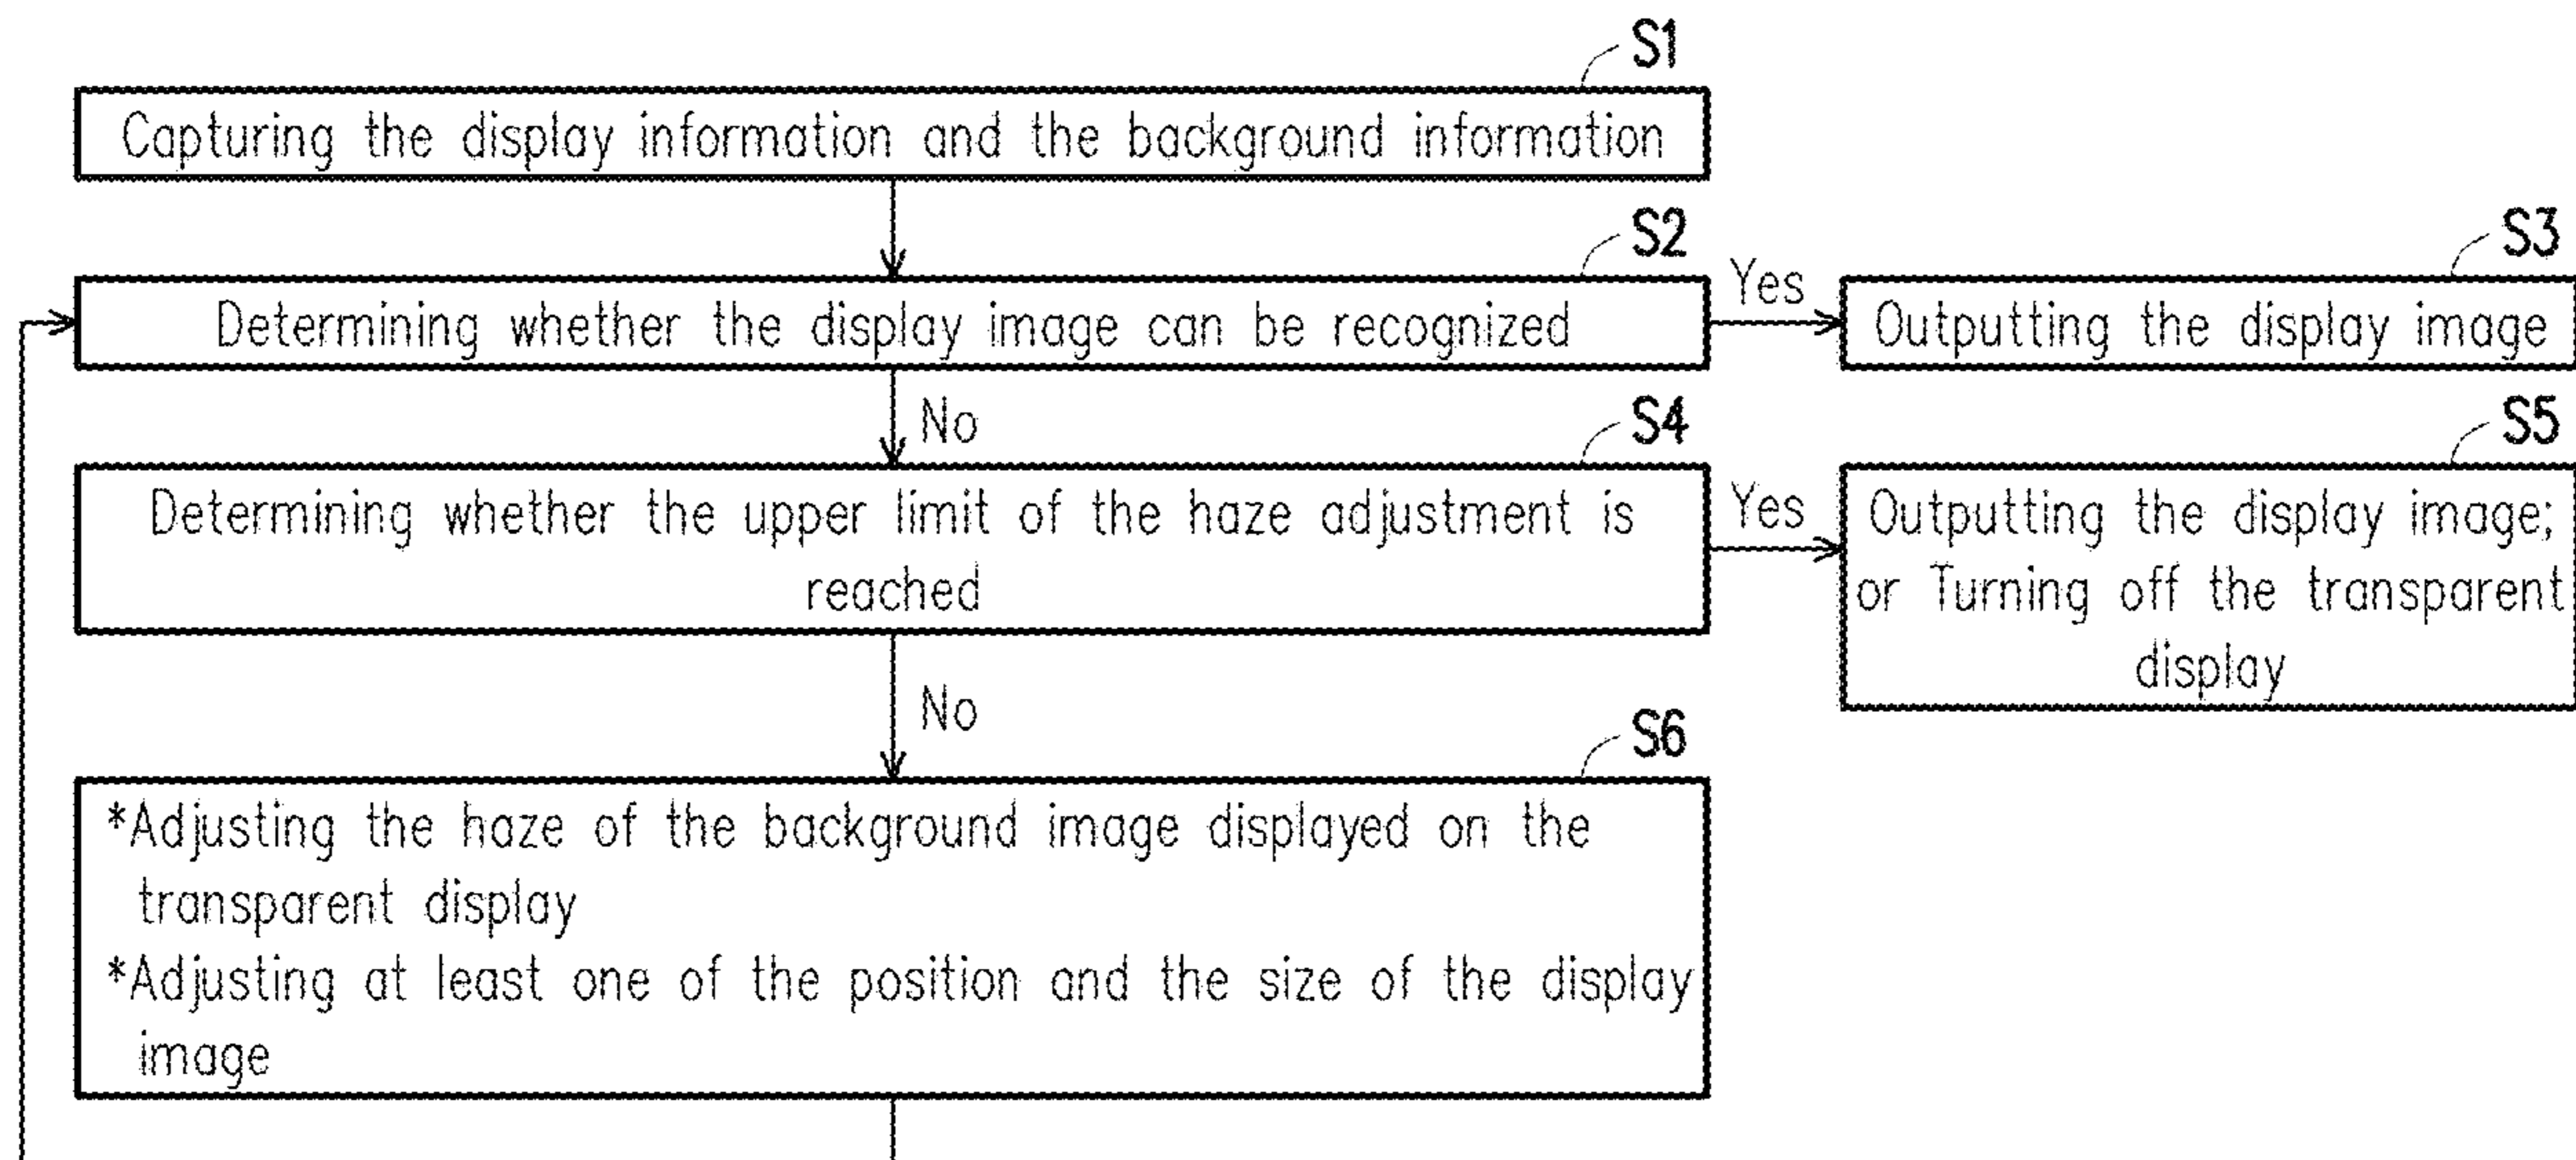 S1
Capturing the display information and the background information
S2
Determining whether the display image can be recognized
Yes
S3
Outputting the display image
No
S4
Determining whether the upper limit of the haze adjustment is
reached
Yes
S5
Outputting the display image;
or Turning off the transparent
display
No
S6
*Adjusting the haze of the background image displayed on the
transparent display
*Adjusting at least one of the position and the size of the display
image